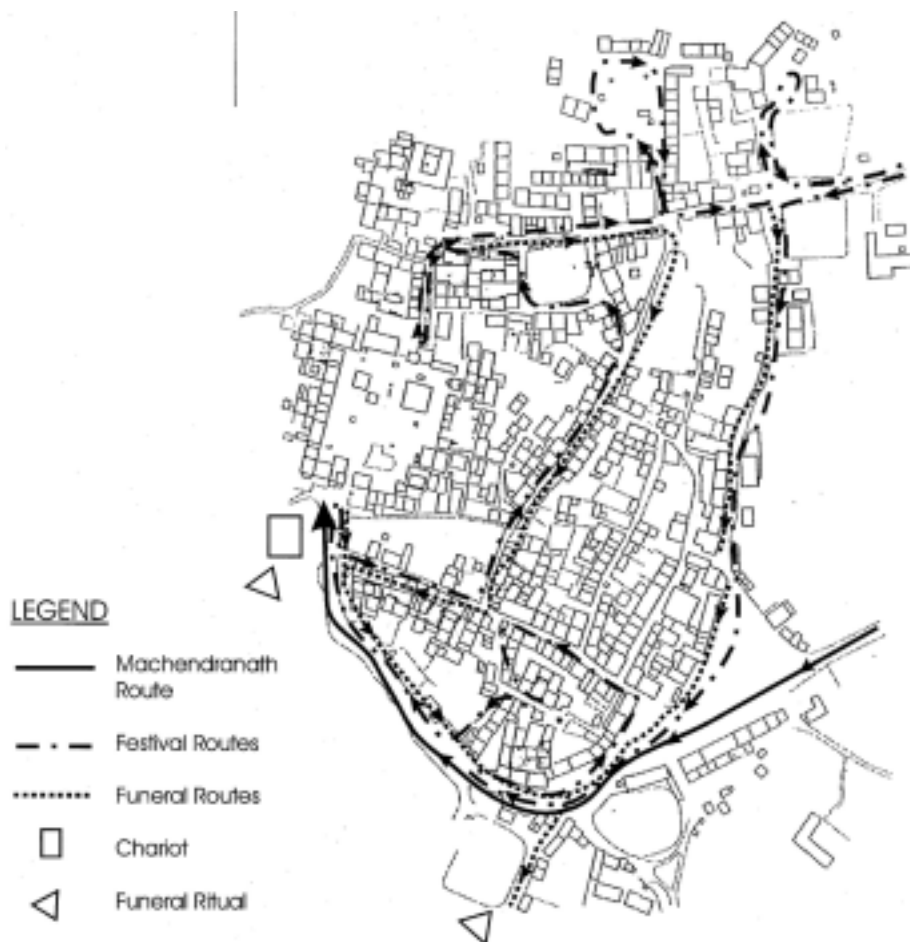 LEGEND
Machendranath
Route
Festival Routes
Funeral Routes
Chariot
Funeral Ritual